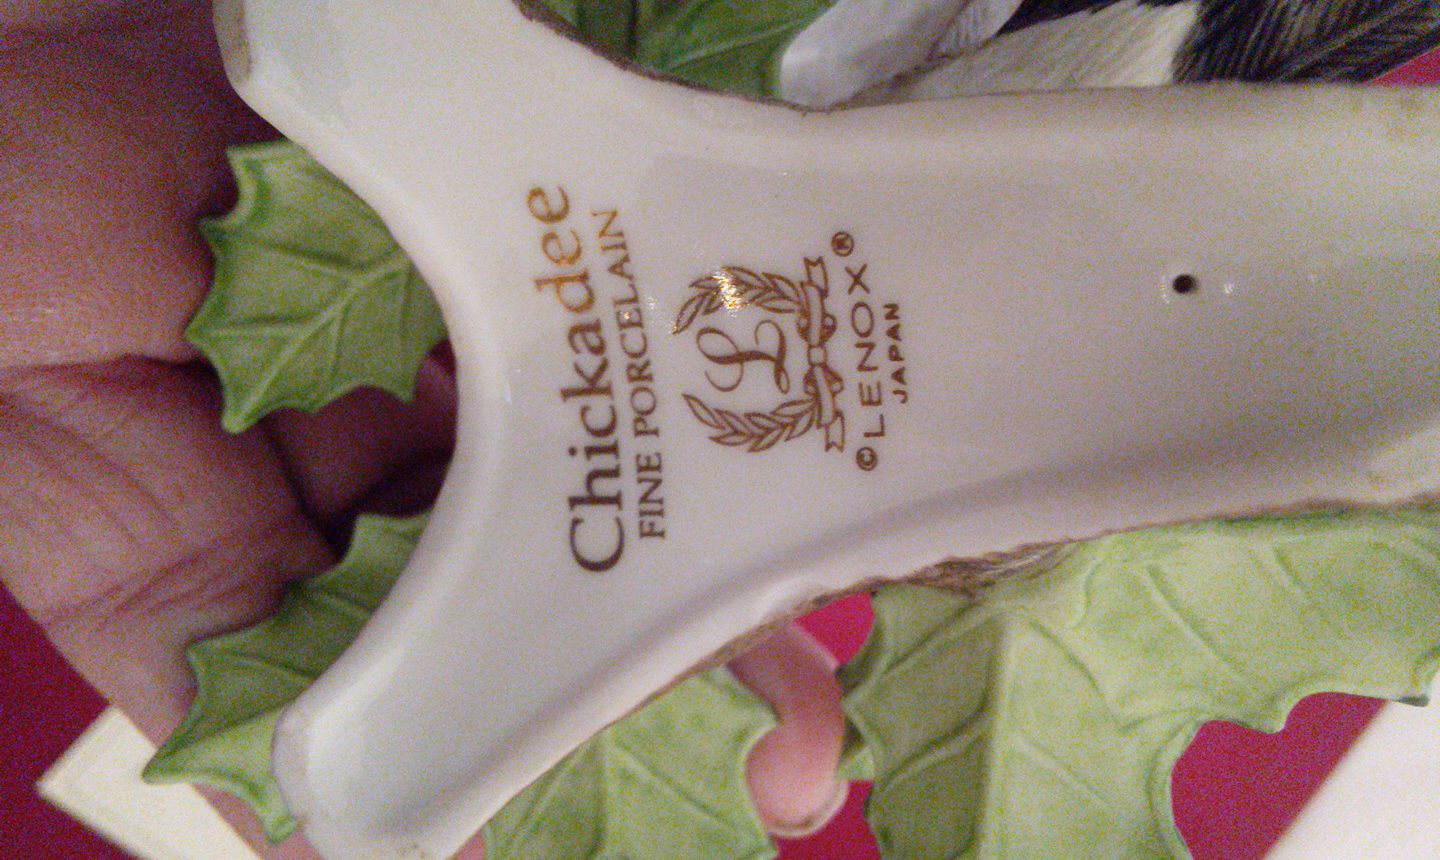 Chickadee
FINE PORCELAIN
L
©LENOX®
JAPAN